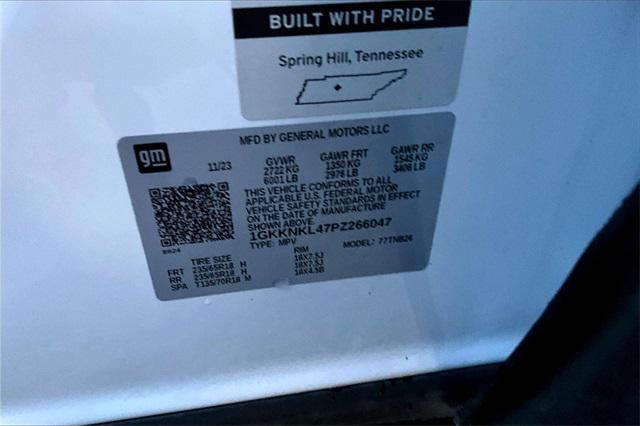 BUILT WITH PRIDE
Spring Hill, Tennessee
gm
MFD BY GENERAL MOTORS LLC
11/23 GVWR GAWR FRT GAWR RR
2722 KG 1350 KG 1545 KG
6001 LB 2976 LB 3406 LB
THIS VEHICLE CONFORMS TO ALL
APPLICABLE U.S. FEDERAL MOTOR
VEHICLE SAFETY STANDARDS IN EFFECT
ON THE DATE OF MANUFACTURE
SHOWN ABOVE.
1GKKNKL47PZ266047
TYPE: MPV MODEL: 77TNB26
TIRE SIZE RIM
FRT 235/65R18 H 18X7.5J
RR 235/65R18 H 18X7.5J
SPA T135/70R18 M 18X4.5B